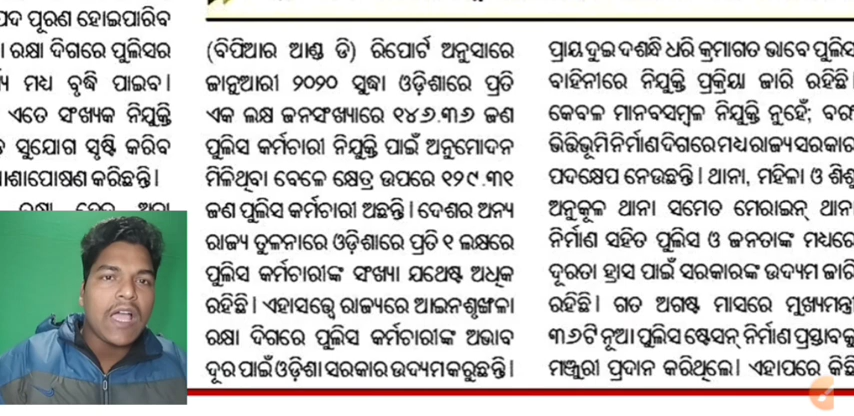 ପଦ ପୂରଣ ହୋଇପାରିବ
ରକ୍ଷା ଦିଗରେ ପୁଲିସର
ମଧ୍ୟ ବୃଦ୍ଧି ପାଇବ।
ଏତେ ସଂଖ୍ୟକ ନିଯୁକ୍ତି
ସୁଯୋଗ ସୃଷ୍ଟି କରିବ
ଆଶାପୋଷଣ କରିଛନ୍ତି।
(ବିପିଆର ଆଣ୍ଡ ଡି) ରିପୋର୍ଟ ଅନୁସାରେ
ଜାନୁଆରୀ ୨୦୨୦ ସୁଦ୍ଧା ଓଡ଼ିଶାରେ ପ୍ରତି
ଏକ ଲକ୍ଷ ଜନସଂଖ୍ୟାରେ ୧୪୬.୩୬ ଜଣ
ପୁଲିସ କର୍ମଚାରୀ ନିଯୁକ୍ତି ପାଇଁ ଅନୁମୋଦନ
ମିଳିଥିବା ବେଳେ କ୍ଷେତ୍ର ଉପରେ ୧୨୯.୩୧
ଜଣ ପୁଲିସ କର୍ମଚାରୀ ଅଛନ୍ତି। ଦେଶର ଅନ୍ୟ
ରାଜ୍ୟ ତୁଳନାରେ ଓଡ଼ିଶାରେ ପ୍ରତି ୧ ଲକ୍ଷରେ
ପୁଲିସ କର୍ମଚାରୀଙ୍କ ସଂଖ୍ୟା ଯଥେଷ୍ଟ ଅଧିକ
ରହିଛି। ଏହାସତ୍ତ୍ୱେ ରାଜ୍ୟରେ ଆଇନଶୃଙ୍ଖଳା
ରକ୍ଷା ଦିଗରେ ପୁଲିସ କର୍ମଚାରୀଙ୍କ ଅଭାବ
ଦୂର ପାଇଁ ଓଡ଼ିଶା ସରକାର ଉଦ୍ୟମ କରୁଛନ୍ତି।
ପ୍ରାୟ ଦୁଇ ଦଶନ୍ଧି ଧରି କ୍ରମାଗତ ଭାବେ ପୁଲିସ
ବାହିନୀରେ ନିଯୁକ୍ତି ପ୍ରକ୍ରିୟା ଜାରି ରହିଛି।
କେବଳ ମାନବସମ୍ବଳ ନିଯୁକ୍ତି ନୁହେଁ; ବରଂ
ଭିତିଭୂମି ନିର୍ମାଣ ଦିଗରେ ମଧ୍ୟ ରାଜ୍ୟ ସରକାର
ପଦକ୍ଷେପ ନେଉଛନ୍ତି। ଥାନା, ମହିଳା ଓ ଶିଶୁ
ଅନୁକୂଳ ଥାନା ସମେତ ମେରାଇନ୍ ଥାନା
ନିର୍ମାଣ ସହିତ ପୁଲିସ ଓ ଜନତାଙ୍କ ମଧ୍ୟରେ
ଦୂରତା ହ୍ରାସ ପାଇଁ ସରକାରଙ୍କ ଉଦ୍ୟମ ଜାରି
ରହିଛି। ଗତ ଅଗଷ୍ଟ ମାସରେ ମୁଖ୍ୟମନ୍ତ୍ରୀ
୩୬ଟି ନୂଆ ପୁଲିସ ଷ୍ଟେସନ୍ ନିର୍ମାଣ ପ୍ରସ୍ତାବକୁ
ମଞ୍ଜୁରୀ ପ୍ରଦାନ କରିଥିଲେ। ଏହାପରେ କିଛି